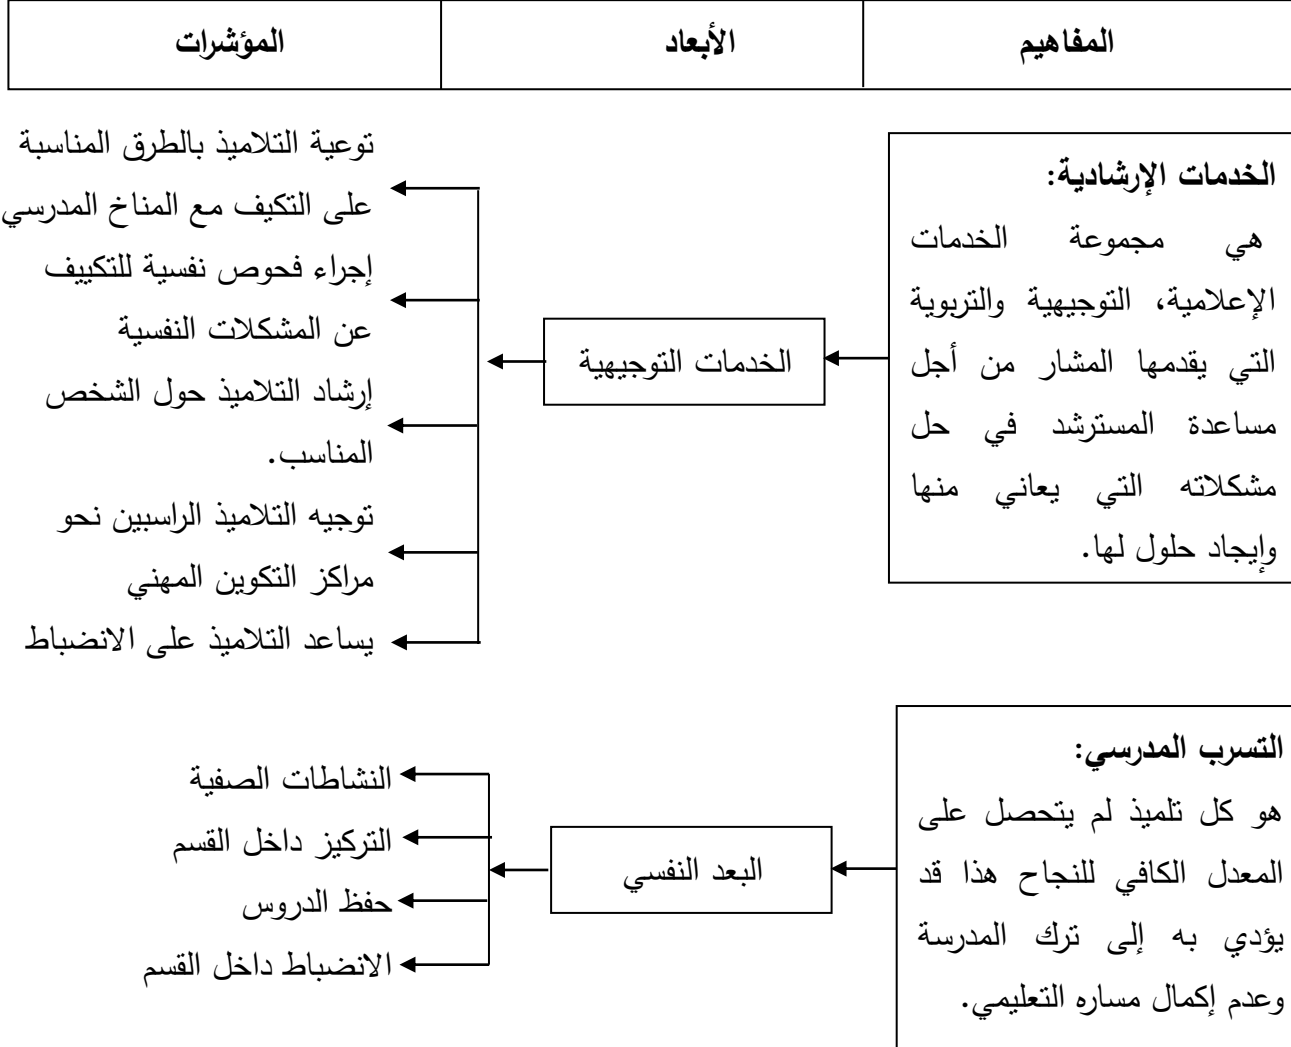 المفاهيم
الأبعاد
المؤشرات
الخدمات الإرشادية:
هي مجموعة الخدمات
الإعلامية، التوجيهية والتربوية
التي يقدمها المشار من أجل
مساعدة المسترشد في حل
مشكلاته التي يعاني منها
وإيجاد حلول لها.
الخدمات التوجيهية
توعية التلاميذ بالطرق المناسبة
على التكيف مع المناخ المدرسي
إجراء فحوص نفسية للتكييف
عن المشكلات النفسية
إرشاد التلاميذ حول الشخص
المناسب.
توجيه التلاميذ الراسبين نحو
مراكز التكوين المهني
يساعد التلاميذ على الانضباط
التسرب المدرسي:
هو كل تلميذ لم يتحصل على
المعدل الكافي للنجاح هذا قد
يؤدي به إلى ترك المدرسة
وعدم إكمال مساره التعليمي.
البعد النفسي
النشاطات الصفية
التركيز داخل القسم
حفظ الدروس
الانضباط داخل القسم